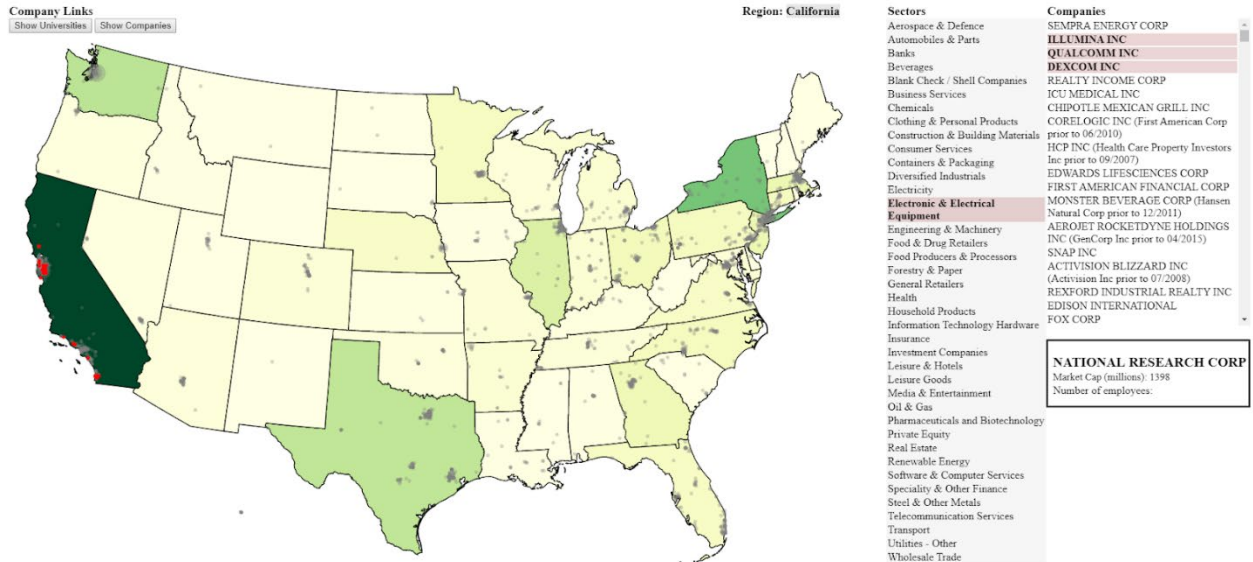 Company Links
Show Universities
Show Companies
Region: California
Sectors
Aerospace & Defence
Automobiles & Parts
Banks
Beverages
Blank Check / Shell Companies
Business Services
Chemicals
Clothing & Personal Products
Construction & Building Materials
Consumer Services
Containers & Packaging
Diversified Industrials
Electricity
Electronic & Electrical
Equipment
Engineering & Machinery
Food & Drug Retailers
Food Producers & Processors
Forestry & Paper
General Retailers
Health
Household Products
Information Technology Hardware
Insurance
Investment Companies
Leisure & Hotels
Leisure Goods
Media & Entertainment
Oil & Gas
Pharmaceuticals and Biotechnology
Private Equity
Real Estate
Renewable Energy
Software & Computer Services
Speciality & Other Finance
Steel & Other Metals
Telecommunication Services
Transport
Utilities - Other
Wholesale Trade
Companies
SEMPRA ENERGY CORP
ILLUMINA INC
QUALCOMM INC
DEXCOM INC
REALTY INCOME CORP
ICU MEDICAL INC
CHIPOTLE MEXICAN GRILL INC
CORELOGIC INC (First American Corp
prior to 06/2010)
HCP INC (Health Care Property Investors
Inc prior to 09/2007)
EDWARDS LIFESCIENCES CORP
FIRST AMERICAN FINANCIAL CORP
MONSTER BEVERAGE CORP (Hansen
Natural Corp prior to 12/2011)
AEROJET ROCKETDYNE HOLDINGS
INC (GenCorp Inc prior to 04/2015)
SNAP INC
ACTIVISION BLIZZARD INC
(Activision Inc prior to 07/2008)
REXFORD INDUSTRIAL REALTY INC
EDISON INTERNATIONAL
FOX CORP
NATIONAL RESEARCH CORP
Market Cap (millions): 1398
Number of employees: